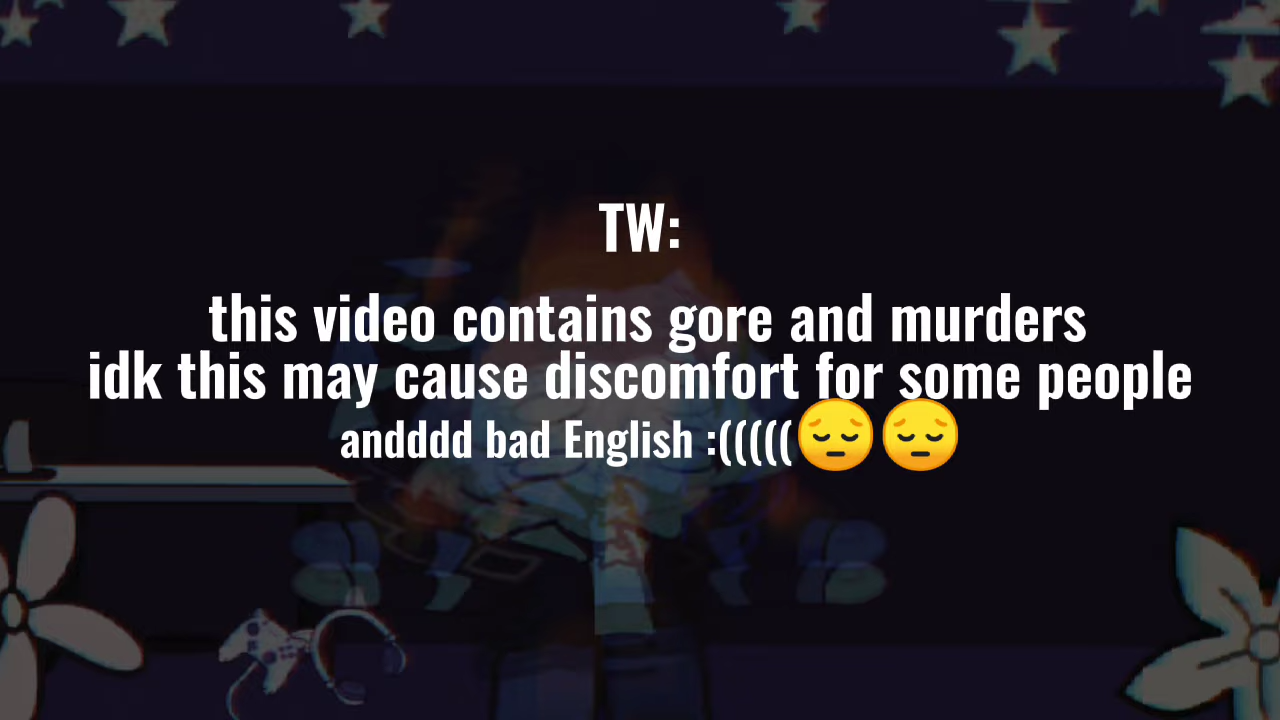 TW:
this video contains gore and murders
idk this may cause discomfort for some people
andddd bad English :(((((😔😔